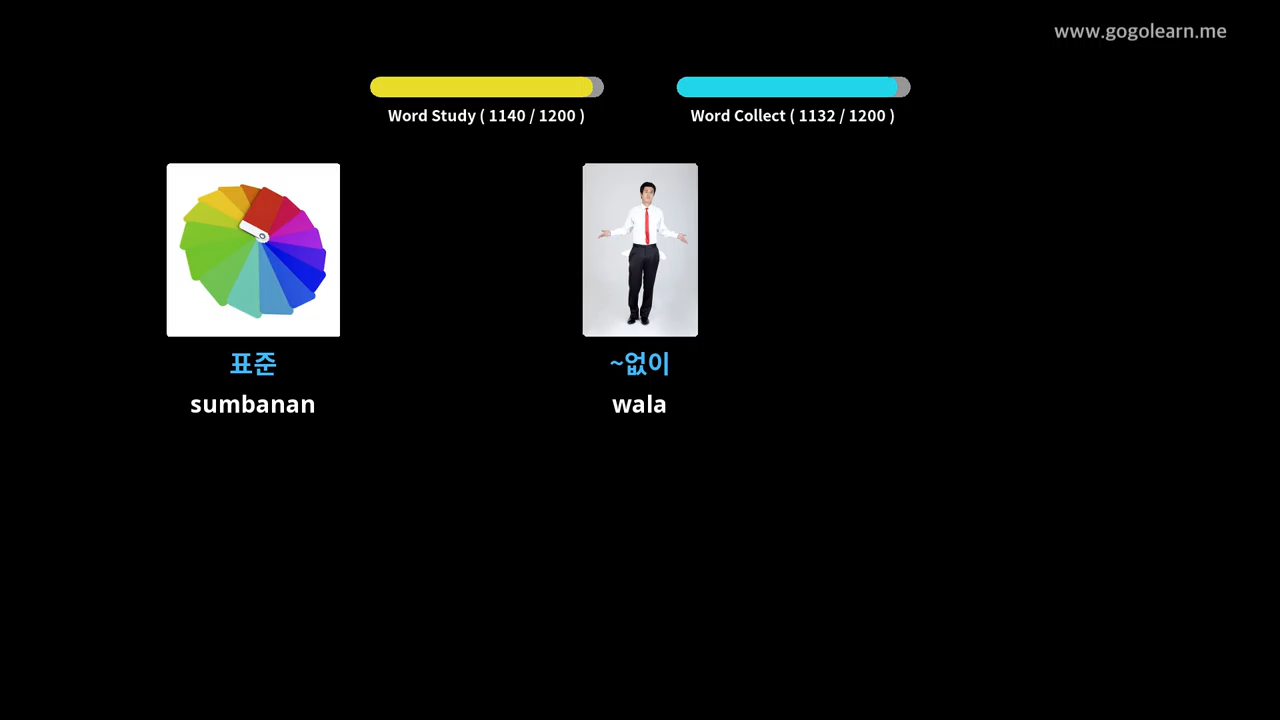 www.gogolearn.me
Word Study ( 1140 / 1200 )
Word Collect ( 1132 / 1200 )
표준
~없이
sumbanan
wala